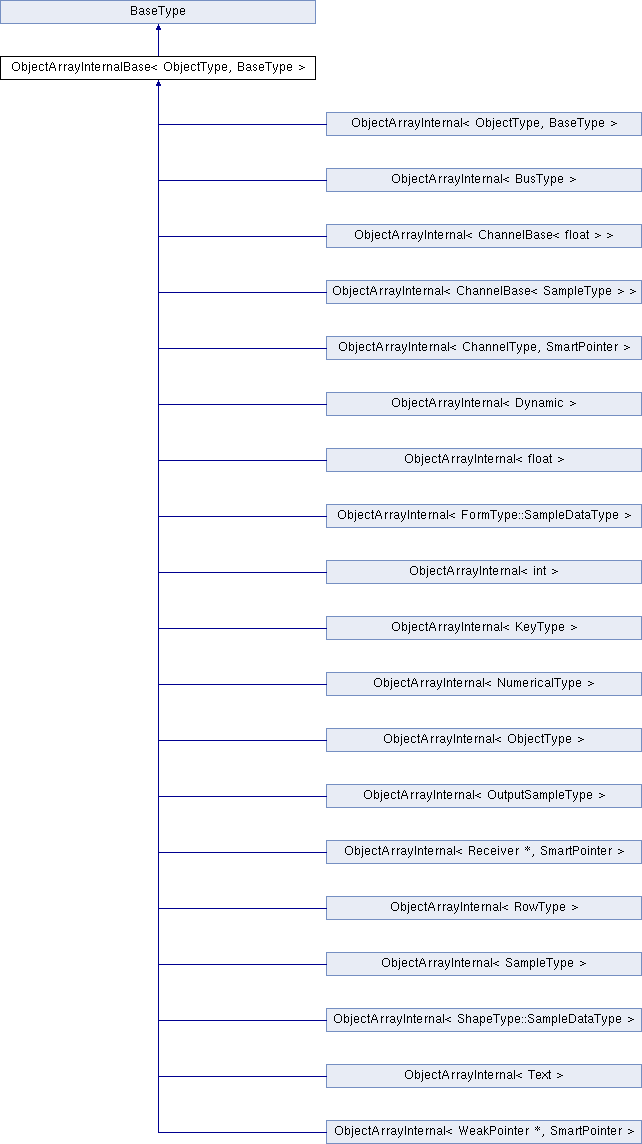 BaseType
ObjectArrayInternalBase< ObjectType, BaseType >
ObjectArrayInternal< ObjectType, BaseType >
ObjectArrayInternal< BusType >
ObjectArrayInternal< ChannelBase< float > >
ObjectArrayInternal< ChannelBase< SampleType > >
ObjectArrayInternal< ChannelType, SmartPointer >
ObjectArrayInternal< Dynamic >
ObjectArrayInternal< float >
ObjectArrayInternal< FormType::SampleDataType >
ObjectArrayInternal< int >
ObjectArrayInternal< KeyType >
ObjectArrayInternal< NumericalType >
ObjectArrayInternal< ObjectType >
ObjectArrayInternal< OutputSampleType >
ObjectArrayInternal< Receiver *, SmartPointer >
ObjectArrayInternal< RowType >
ObjectArrayInternal< SampleType >
ObjectArrayInternal< ShapeType::SampleDataType >
ObjectArrayInternal< Text >
ObjectArrayInternal< WeakPointer *, SmartPointer >